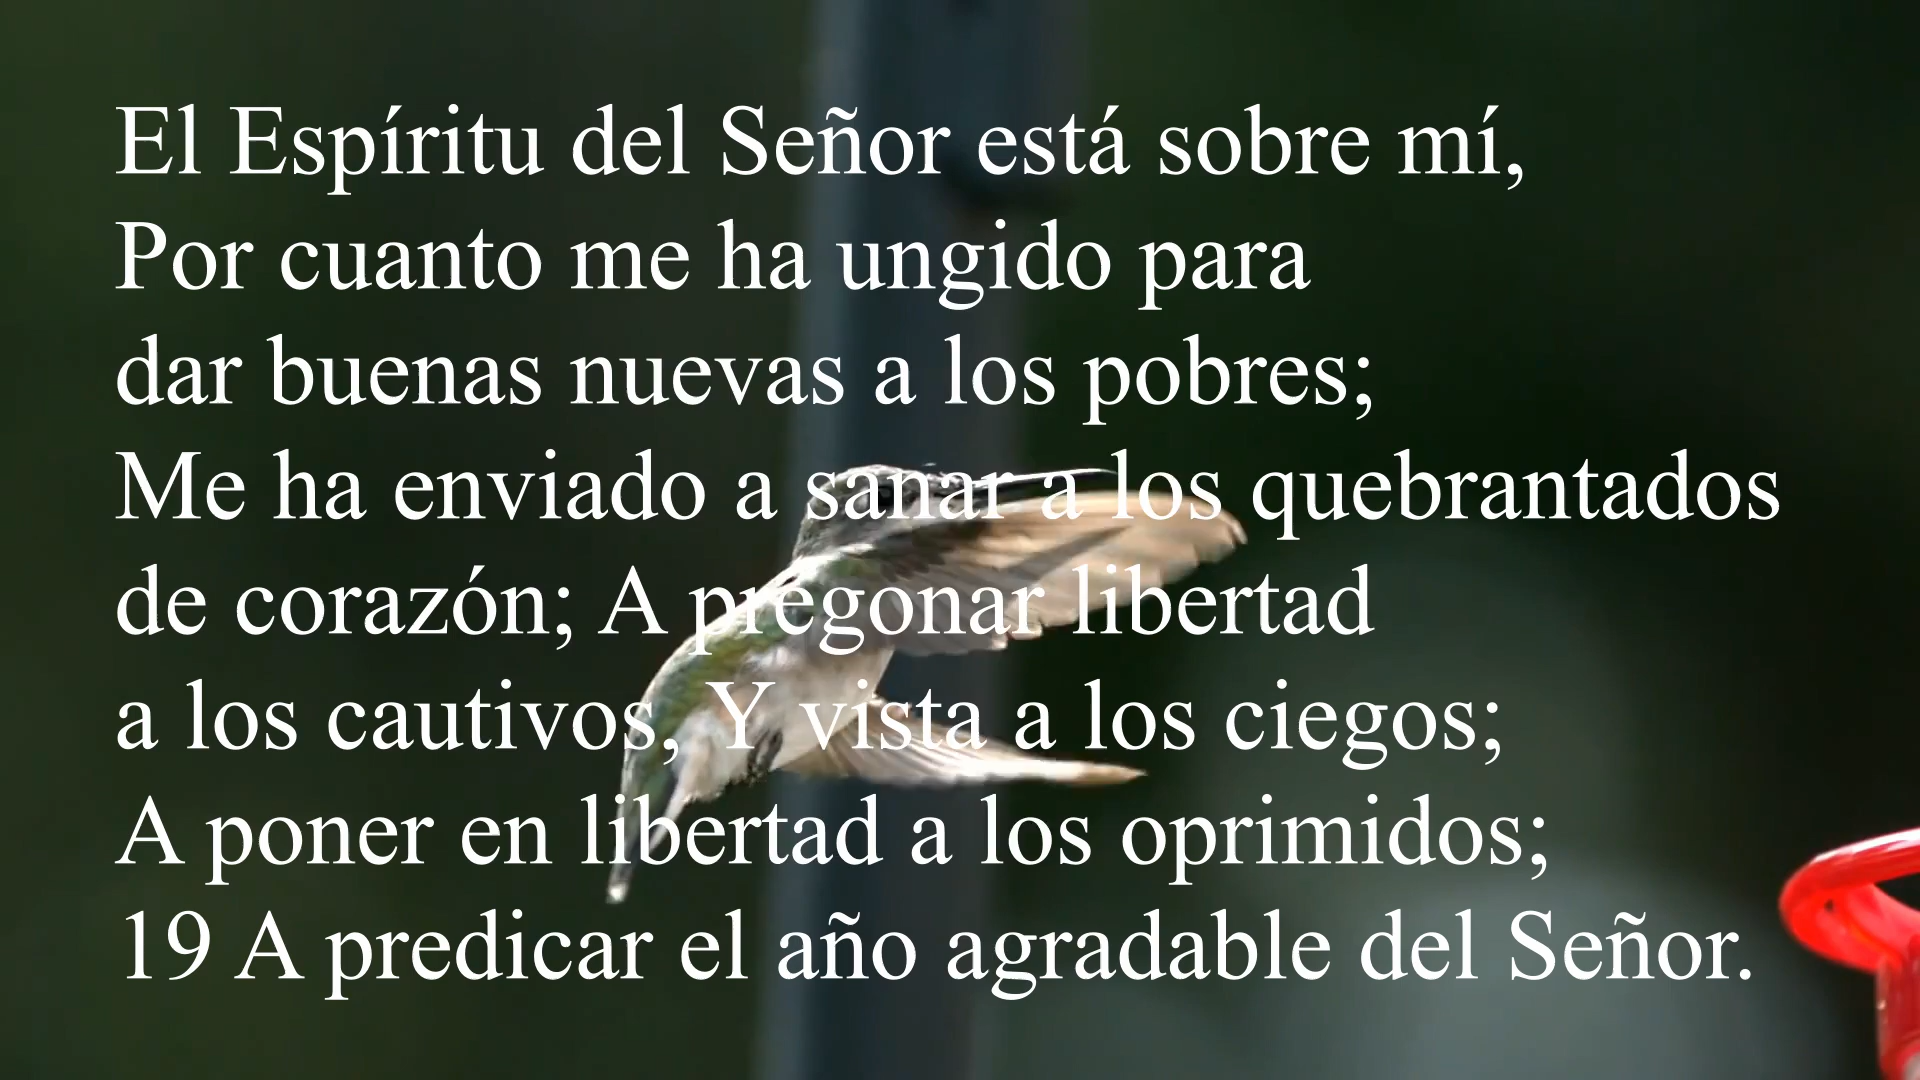 El Espíritu del Señor está sobre mí,
Por cuanto me ha ungido para
dar buenas nuevas a los pobres;
Me ha enviado a sanar a los quebrantados
de corazón; A pregonar libertad
a los cautivos, Y vista a los ciegos;
A poner en libertad a los oprimidos;
19 A predicar el año agradable del Señor.